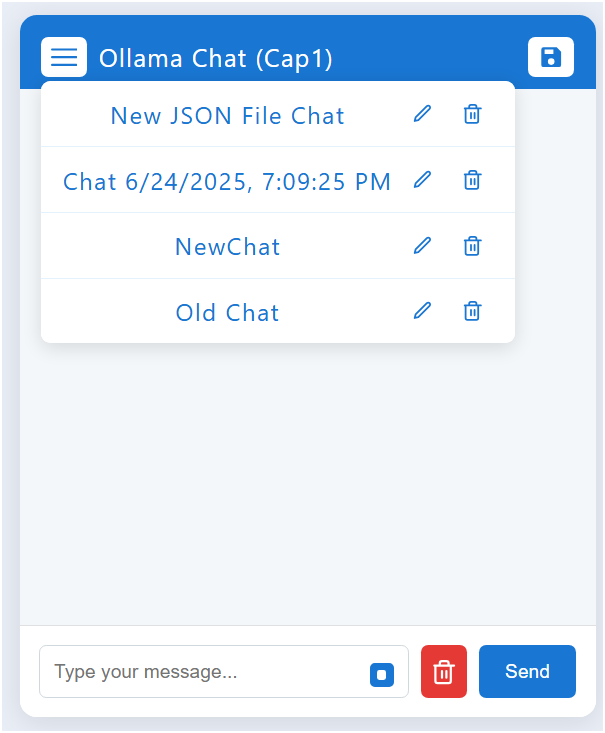 Ollama Chat (Cap1)
New JSON File Chat
Chat 6/24/2025, 7:09:25 PM
NewChat
Old Chat
Type your message...
Send